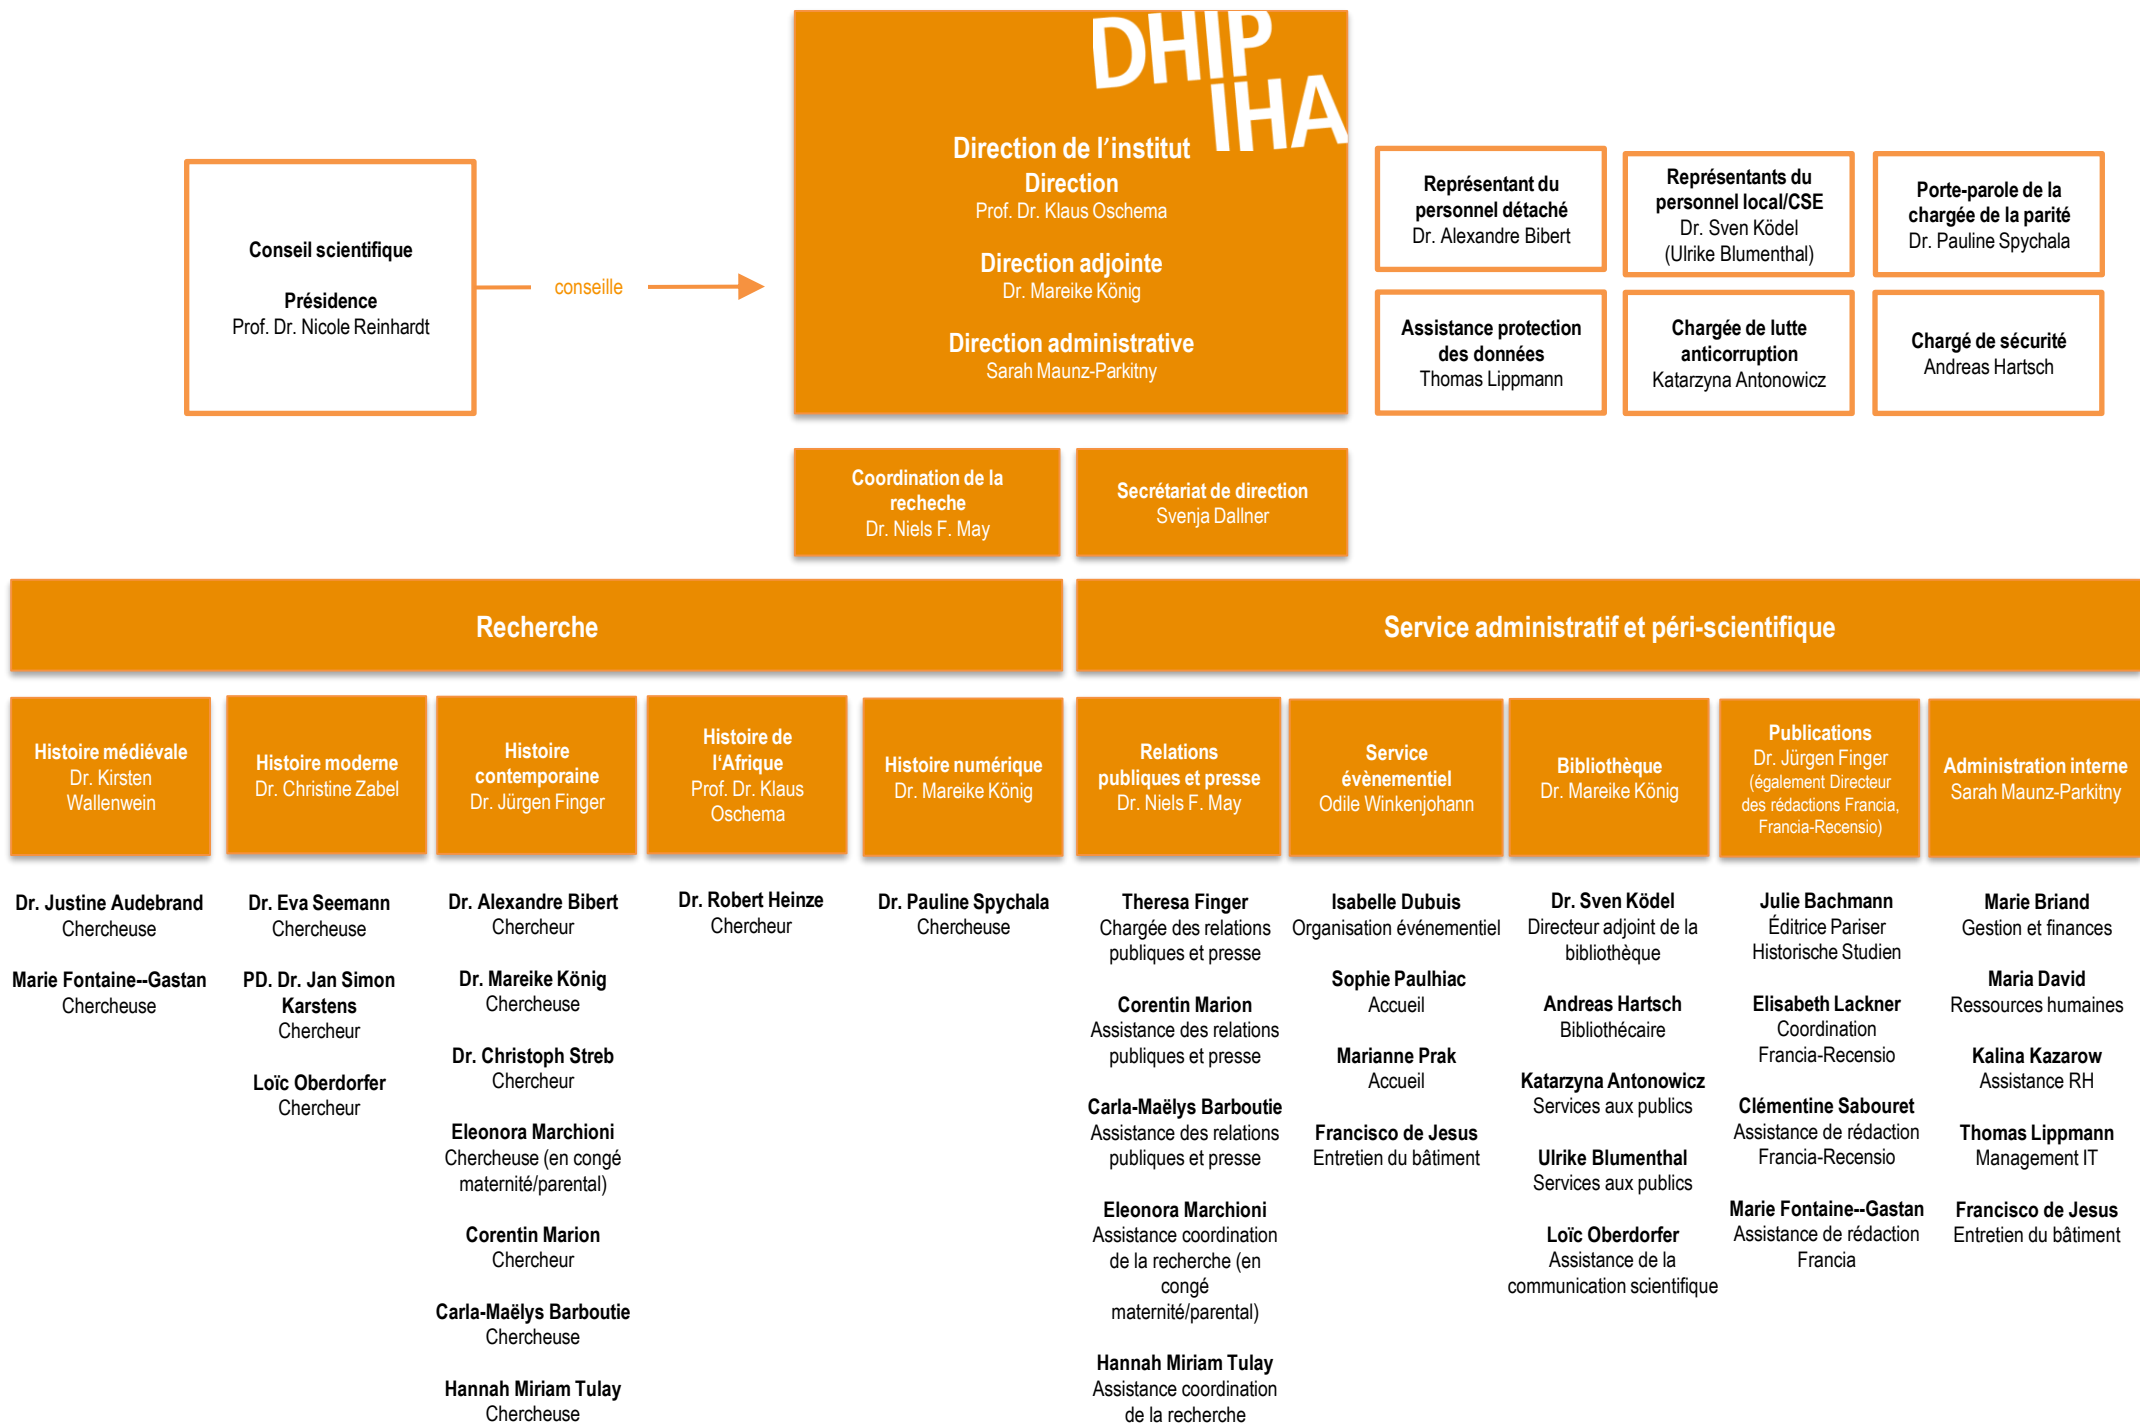 DHIP
IHA
Direction de l'institut
Direction
Prof. Dr. Klaus Oschema
Direction adjointe
Dr. Mareike König
Direction administrative
Sarah Maunz-Parkitny
Conseil scientifique
Présidence
Prof. Dr. Nicole Reinhardt
conseille
Représentant du
personnel détaché
Dr. Alexandre Bibert
Représentants du
personnel local/CSE
Dr. Sven Ködel
(Ulrike Blumenthal)
Porte-parole de la
chargée de la parité
Dr. Pauline Spychala
Assistance protection
des données
Thomas Lippmann
Chargée de lutte
anticorruption
Katarzyna Antonowicz
Chargé de sécurité
Andreas Hartsch
Coordination de la
recheche
Dr. Niels F. May
Secrétariat de direction
Svenja Dallner
Recherche
Service administratif et péri-scientifique
Histoire médiévale
Dr. Kirsten
Wallenwein
Histoire moderne
Dr. Christine Zabel
Histoire
contemporaine
Dr. Jürgen Finger
Histoire de
l'Afrique
Prof. Dr. Klaus
Oschema
Histoire numérique
Dr. Mareike König
Relations
publiques et presse
Dr. Niels F. May
Service
évènementiel
Odile Winkenjohann
Bibliothèque
Dr. Mareike König
Publications
Dr. Jürgen Finger
(également Directeur
des rédactions Francia,
Francia-Recensio)
Administration interne
Sarah Maunz-Parkitny
Dr. Justine Audebrand
Chercheuse
Marie Fontaine--Gastan
Chercheuse
Dr. Eva Seemann
Chercheuse
PD. Dr. Jan Simon
Karstens
Chercheur
Loïc Oberdorfer
Chercheur
Dr. Alexandre Bibert
Chercheur
Dr. Mareike König
Chercheuse
Dr. Christoph Streb
Chercheur
Eleonora Marchioni
Chercheuse (en congé
maternité/parental)
Corentin Marion
Chercheur
Carla-Maëlys Barboutie
Chercheuse
Hannah Miriam Tulay
Chercheuse
Dr. Robert Heinze
Chercheur
Dr. Pauline Spychala
Chercheuse
Theresa Finger
Chargée des relations
publiques et presse
Corentin Marion
Assistance des relations
publiques et presse
Carla-Maëlys Barboutie
Assistance des relations
publiques et presse
Eleonora Marchioni
Assistance coordination
de la recherche (en
congé
maternité/parental)
Hannah Miriam Tulay
Assistance coordination
de la recherche
Isabelle Dubuis
Organisation événementiel
Sophie Paulhiac
Accueil
Marianne Prak
Accueil
Francisco de Jesus
Entretien du bâtiment
Dr. Sven Ködel
Directeur adjoint de la
bibliothèque
Andreas Hartsch
Bibliothécaire
Katarzyna Antonowicz
Services aux publics
Ulrike Blumenthal
Services aux publics
Loïc Oberdorfer
Assistance de la
communication scientifique
Julie Bachmann
Éditrice Pariser
Historische Studien
Elisabeth Lackner
Coordination
Francia-Recensio
Clémentine Sabouret
Assistance de rédaction
Francia-Recensio
Marie Fontaine--Gastan
Assistance de rédaction
Francia
Marie Briand
Gestion et finances
Maria David
Ressources humaines
Kalina Kazarow
Assistance RH
Thomas Lippmann
Management IT
Francisco de Jesus
Entretien du bâtiment